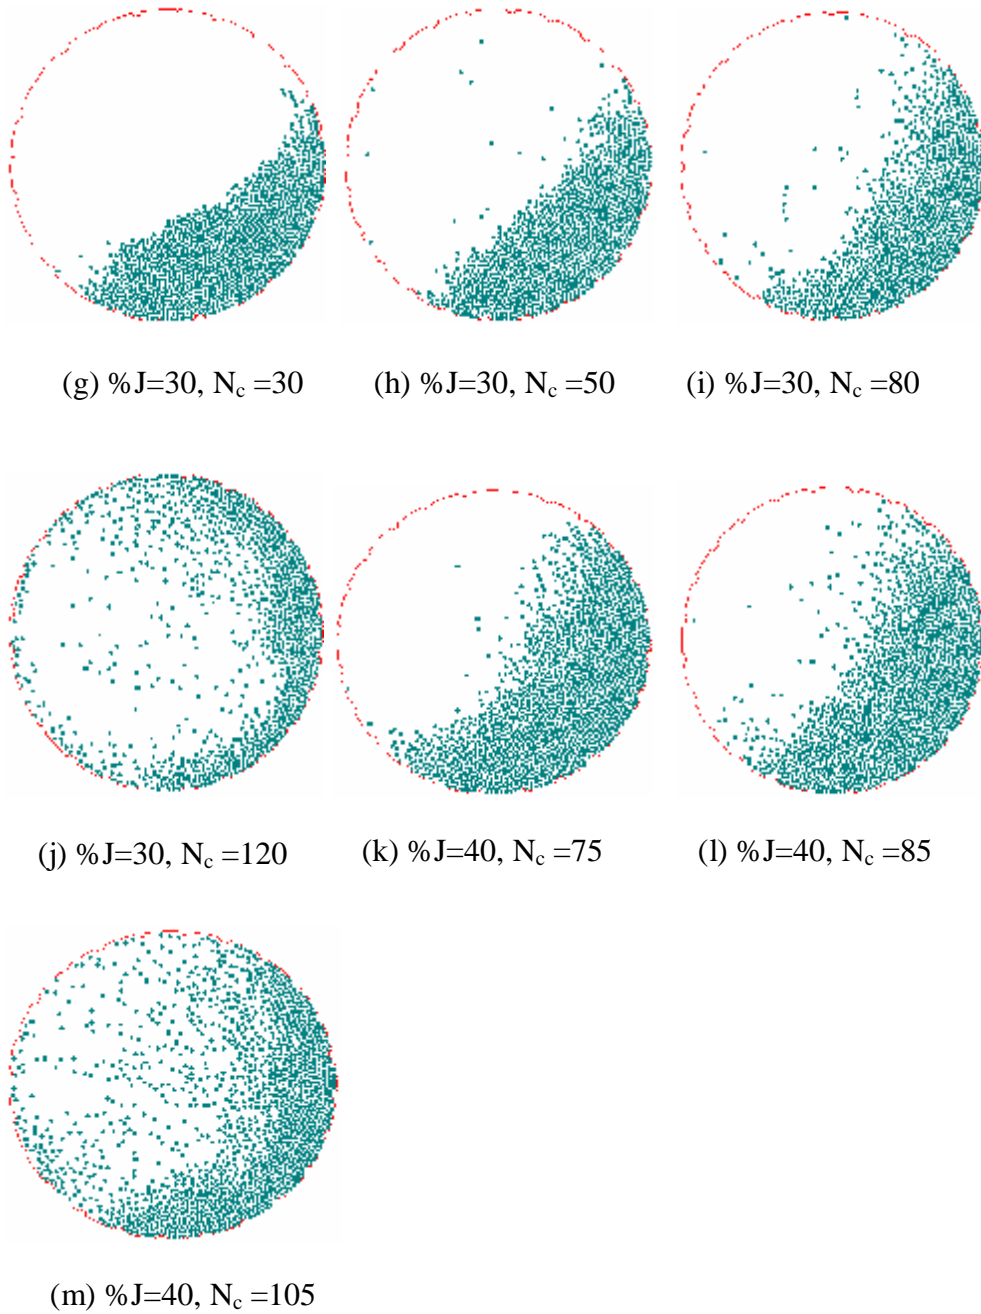 (g) %J=30, Nc =30 (h) %J=30, Nc =50 (i) %J=30, Nc =80
(j) %J=30, Nc =120 (k) %J=40, Nc =75 (l) %J=40, Nc =85
(m) %J=40, Nc =105